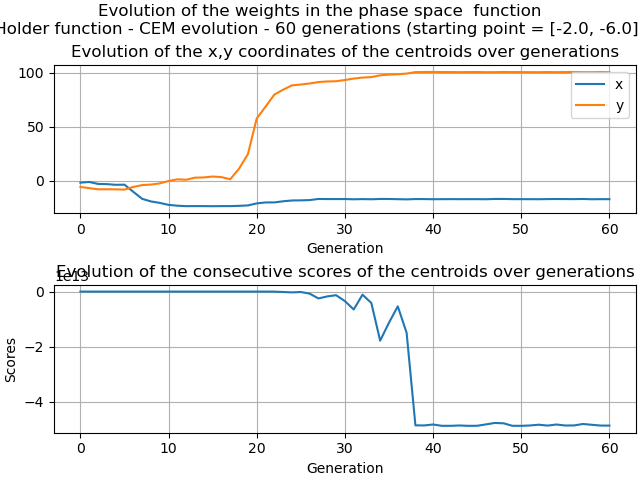 Evolution of the weights in the phase space  function
Holder function - CEM evolution - 60 generations (starting point = [-2.0, -6.0]
Evolution of the x,y coordinates of the centroids over generations
100
50
0
x
y
0 10 20 30 40 50 60
Generation
Evolution of the consecutive scores of the centroids over generations
1e13
0
−2
−4
Scores
0 10 20 30 40 50 60
Generation